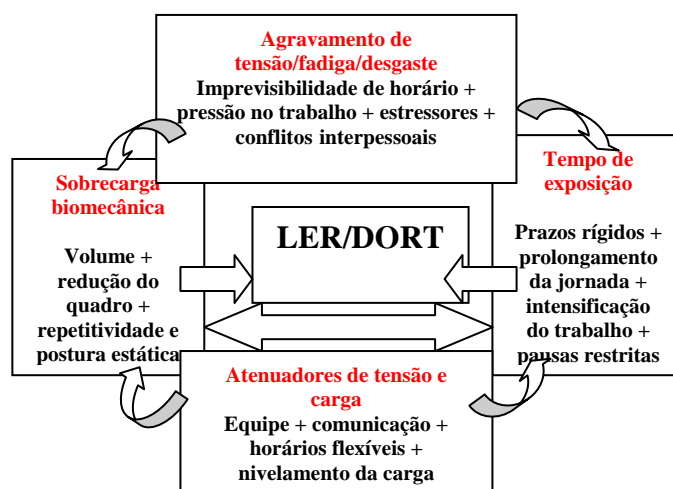 Agravamento de
tensão/fadiga/desgaste
Imprevisibilidade de horário +
pressão no trabalho + estressores +
conflitos interpessoais
Sobrecarga
biomecânica
Volume +
redução do
quadro +
repetitividade e
postura estática
LER/DORT
Tempo de
exposição
Prazos rígidos +
prolongamento
da jornada +
intensificação
do trabalho +
pausas restritas
Atenuadores de tensão e
carga
Equipe + comunicação +
horários flexíveis +
nivelamento da carga